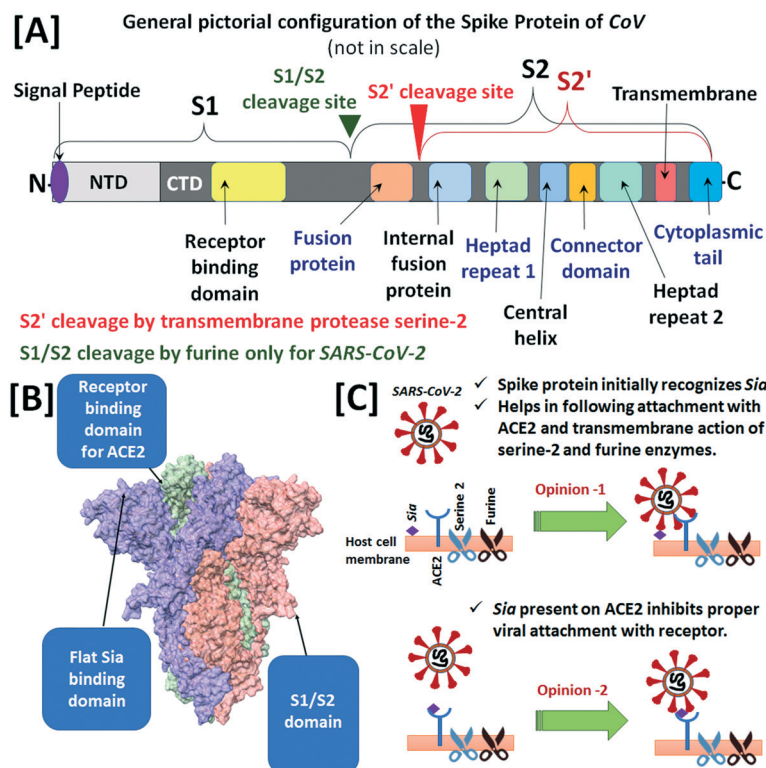 [A]
General pictorial configuration of the Spike Protein of CoV
(not in scale)
Signal Peptide
S1
S1/S2
cleavage site
S2' cleavage site
S2
S2'
Transmembrane
N-
NTD
CTD
-C
Receptor
binding
domain
Fusion
protein
Internal
fusion
protein
Heptad
repeat 1
Central
helix
Connector
domain
Heptad
repeat 2
Cytoplasmic
tail
S2' cleavage by transmembrane protease serine-2
S1/S2 cleavage by furine only for SARS-CoV-2
[B]
Receptor
binding
domain
for ACE2
Flat Sia
binding
domain
S1/S2
domain
[C]
SARS-CoV-2
✓ Spike protein initially recognizes Sia
✓ Helps in following attachment with
ACE2 and transmembrane action of
serine-2 and furine enzymes.
Sia
Serine 2
Furine
Host cell
membrane
ACE2
Opinion -1
✓ Sia present on ACE2 inhibits proper
viral attachment with receptor.
Opinion -2